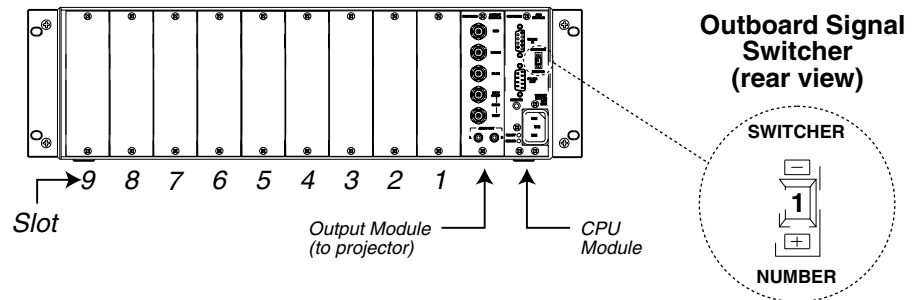 Outboard Signal
Switcher
(rear view)
SWITCHER
1
NUMBER
9 8 7 6 5 4 3 2 1
Slot
Output Module
(to projector)
CPU
Module